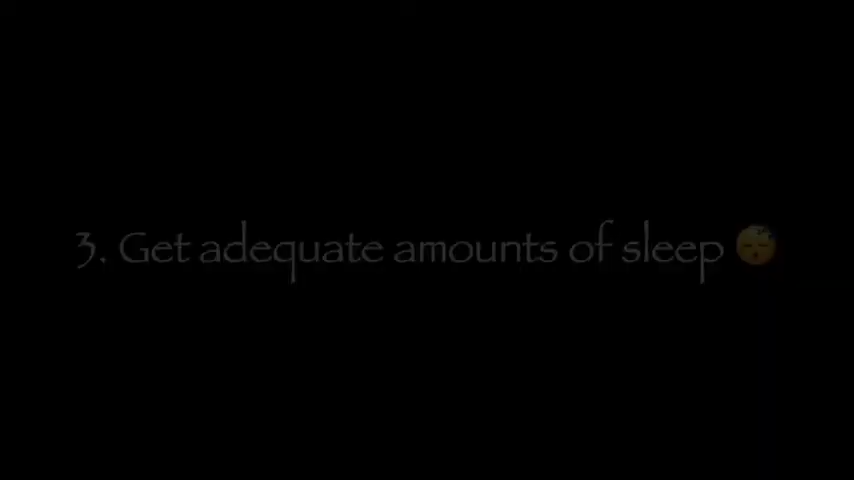 3. Get adequate amounts of sleep 😴